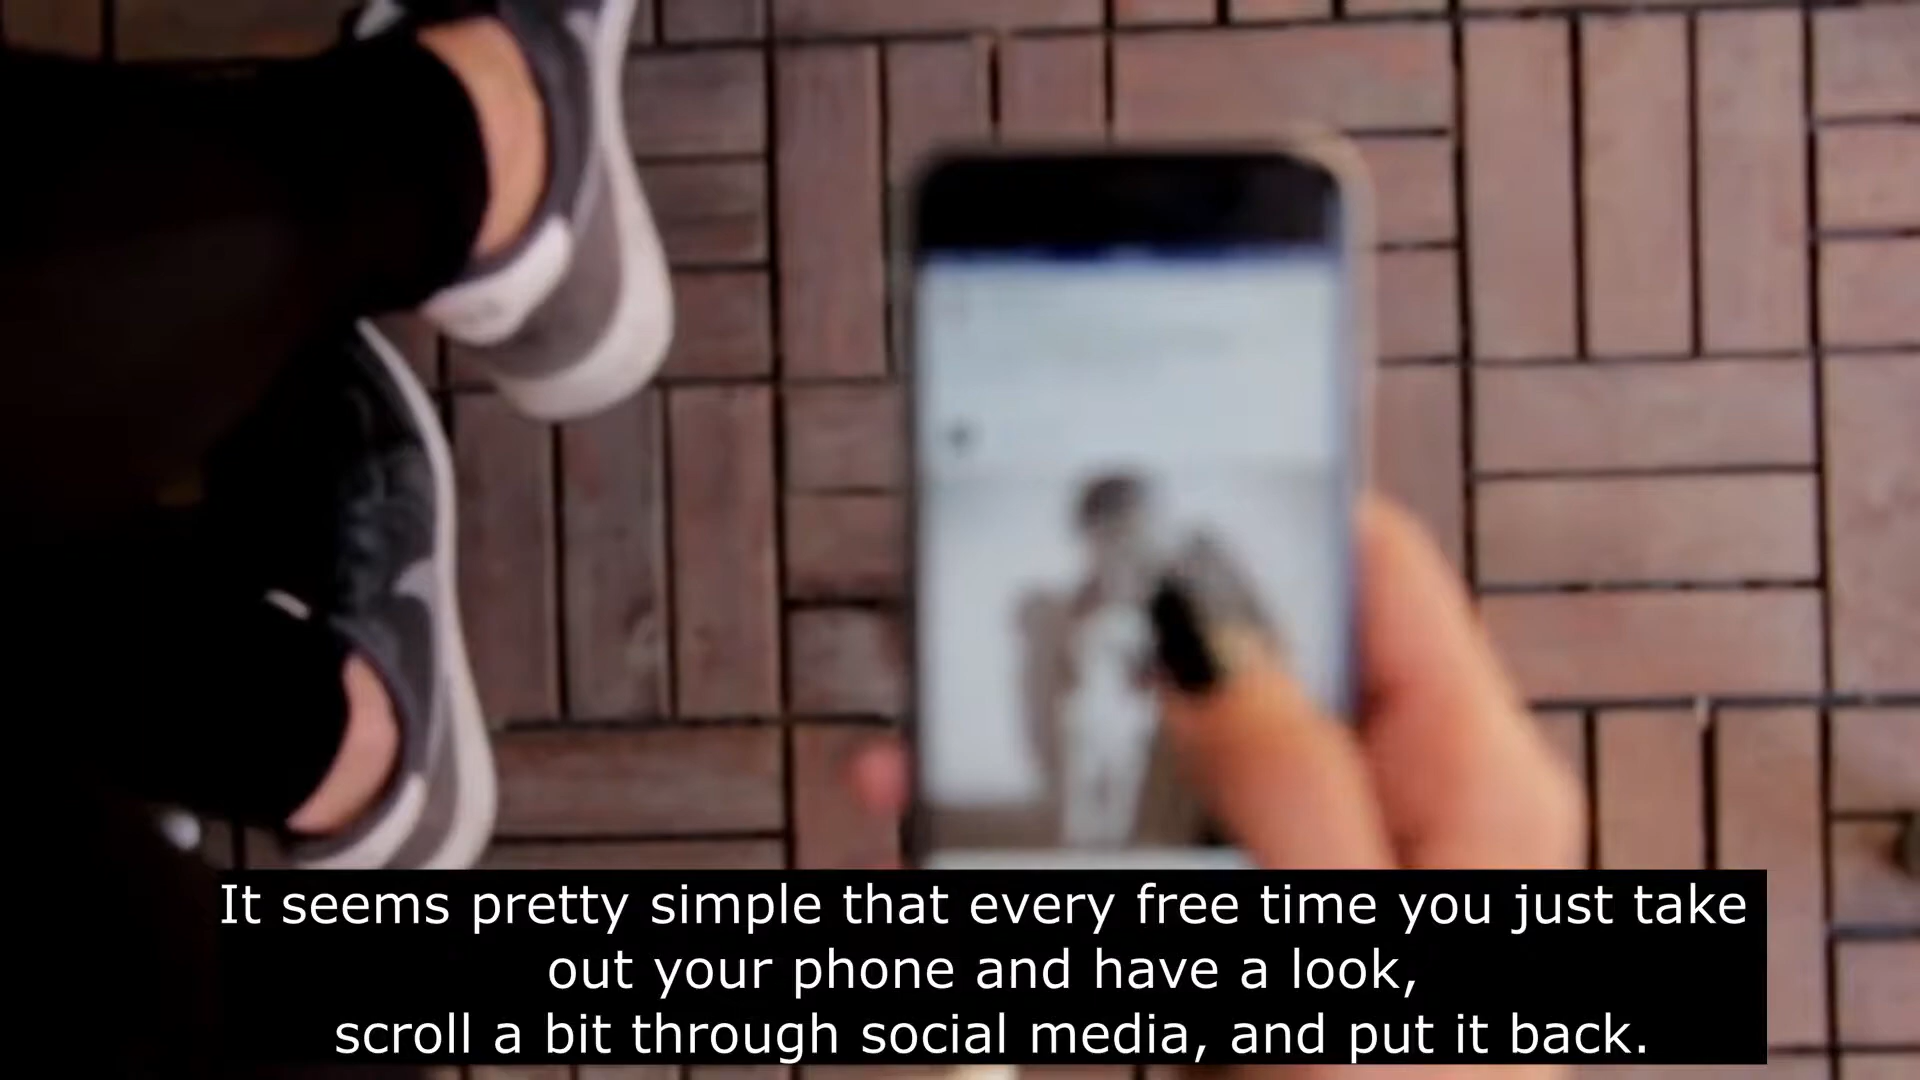 It seems pretty simple that every free time you just take
out your phone and have a look,
scroll a bit through social media, and put it back.